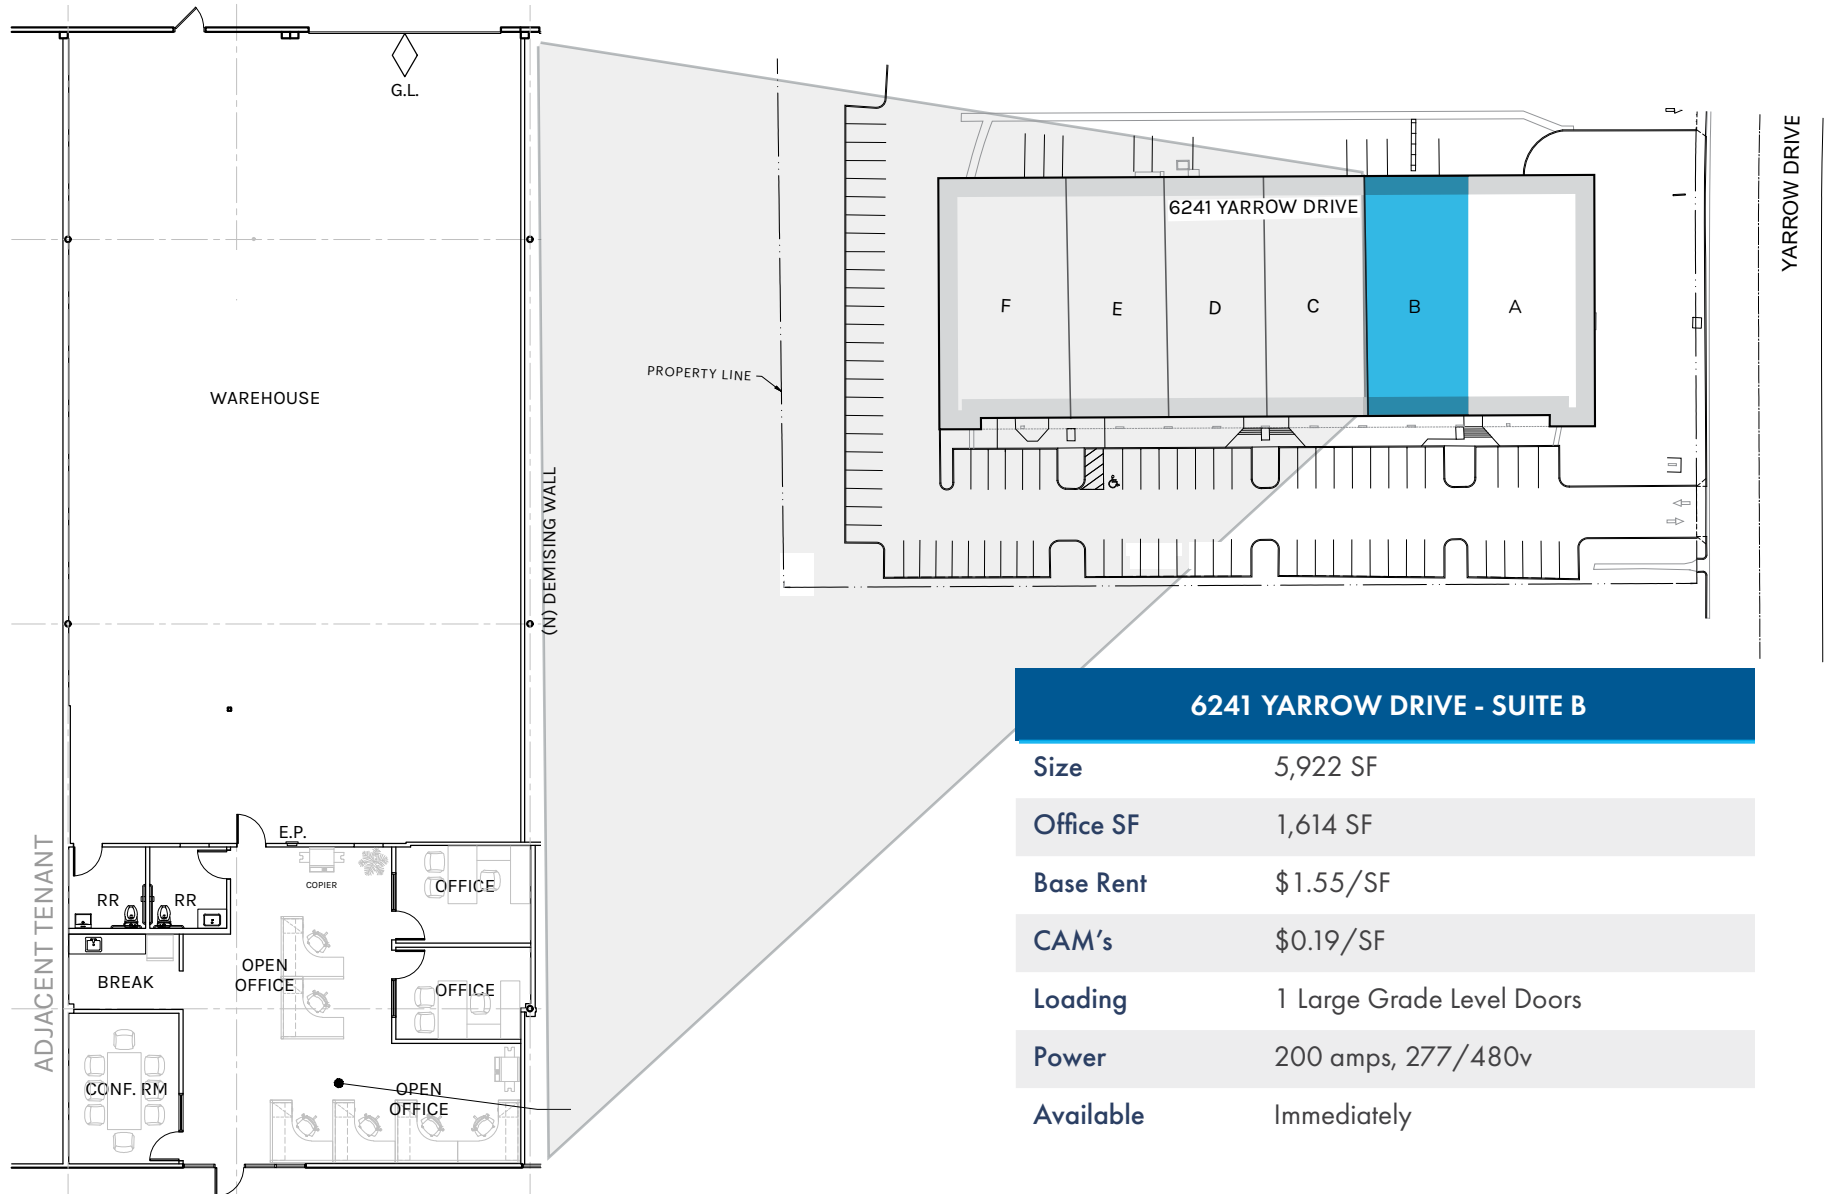 G.L.
WAREHOUSE
(N) DEMISING WALL
ADJACENT TENANT
E.P.
COPIER
OFFICE
RR
RR
OPEN
OFFICE
BREAK
OFFICE
CONF. RM
OPEN
OFFICE
PROPERTY LINE
6241 YARROW DRIVE
F
E
D
C
B
A
YARROW DRIVE
6241 YARROW DRIVE - SUITE B
Size 5,922 SF
Office SF 1,614 SF
Base Rent $1.55/SF
CAM’s $0.19/SF
Loading 1 Large Grade Level Doors
Power 200 amps, 277/480v
Available Immediately